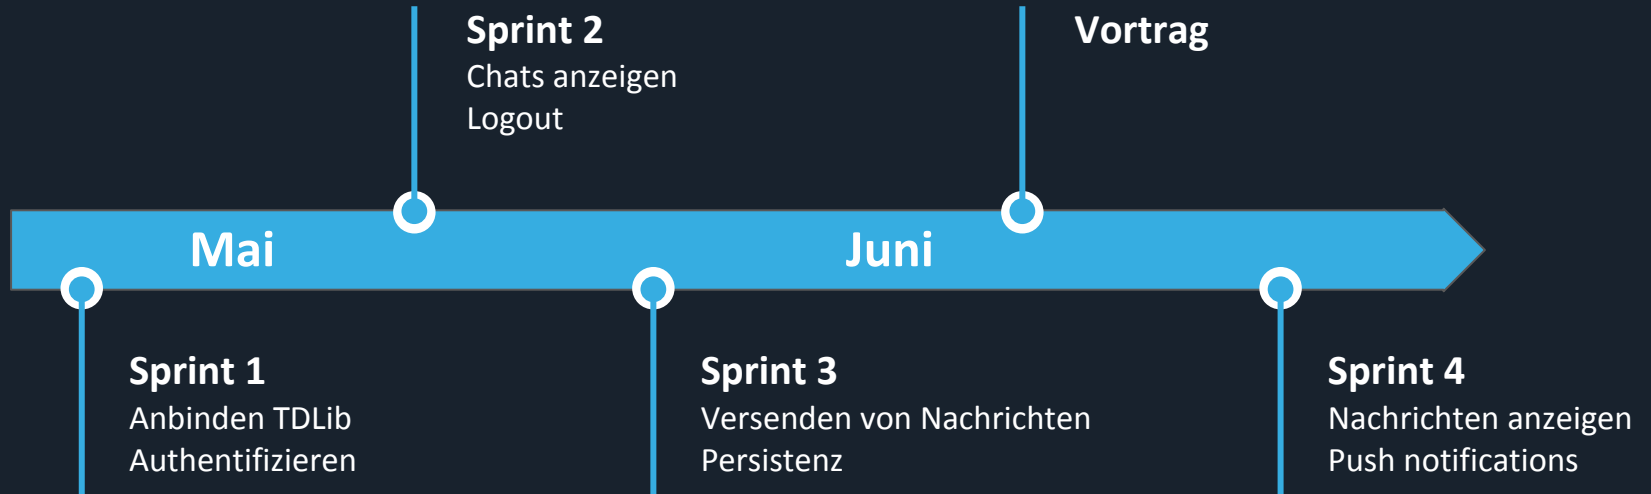 Sprint 2
Chats anzeigen
Logout
Vortrag
Mai
Juni
Sprint 1
Anbinden TDLib
Authentifizieren
Sprint 3
Versenden von Nachrichten
Persistenz
Sprint 4
Nachrichten anzeigen
Push notifications